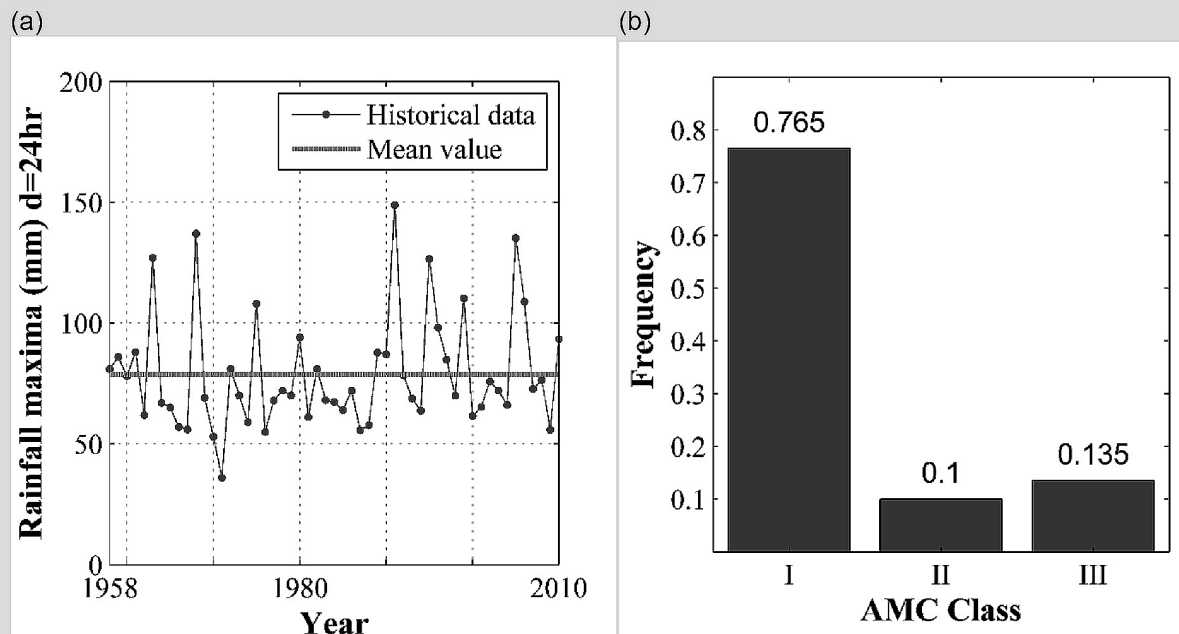 (a)
Rainfall maxima (mm) d=24hr
200
150
100
50
0
Historical data
Mean value
1958
1980
2010
Year
(b)
Frequency
0.8
0.7
0.6
0.5
0.4
0.3
0.2
0.1
0.765
0.1
0.135
I
II
III
AMC Class